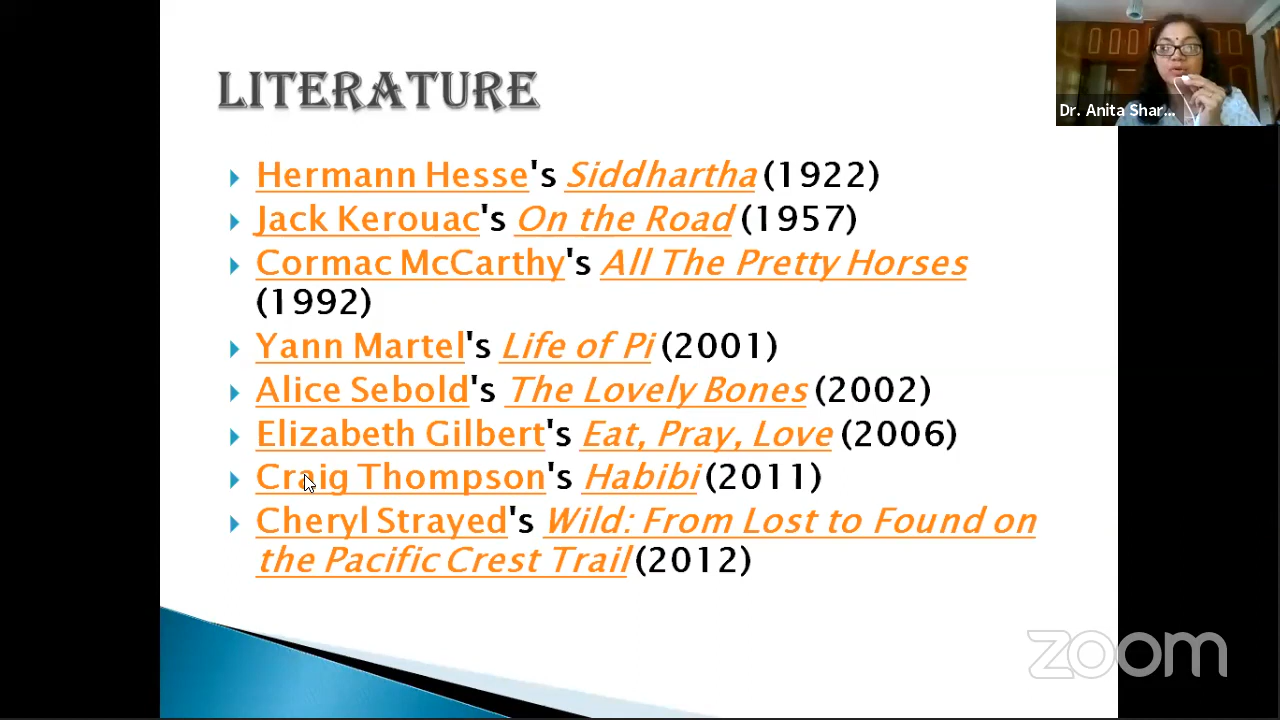 LITERATURE
Hermann Hesse's Siddhartha (1922)
Jack Kerouac's On the Road (1957)
Cormac McCarthy's All The Pretty Horses
(1992)
Yann Martel's Life of Pi (2001)
Alice Sebold's The Lovely Bones (2002)
Elizabeth Gilbert's Eat, Pray, Love (2006)
Craig Thompson's Habibi (2011)
Cheryl Strayed's Wild: From Lost to Found on
the Pacific Crest Trail (2012)
Dr. Anita Shar...
zoom